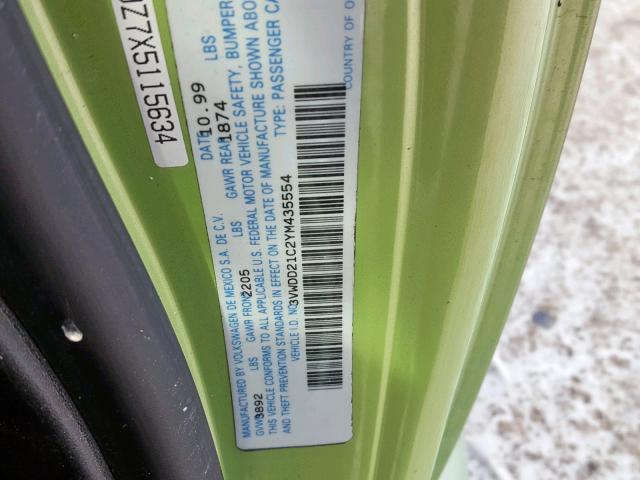 JZ7X5115634
MANUFACTURED BY VOLKSWAGEN DE MEXICO S.A. DE C.V. DATE 10.99
GVW 3892 LBS GAWR FRONT 2205 LBS GAWR REAR 1874 LBS
THIS VEHICLE CONFORMS TO ALL APPLICABLE U.S. FEDERAL MOTOR VEHICLE SAFETY, BUMPER
AND THEFT PREVENTION STANDARDS IN EFFECT ON THE DATE OF MANUFACTURE SHOWN ABO
VEHICLE I.D. NO 3VWDD21C2YM435554 TYPE: PASSENGER CA
COUNTRY OF O